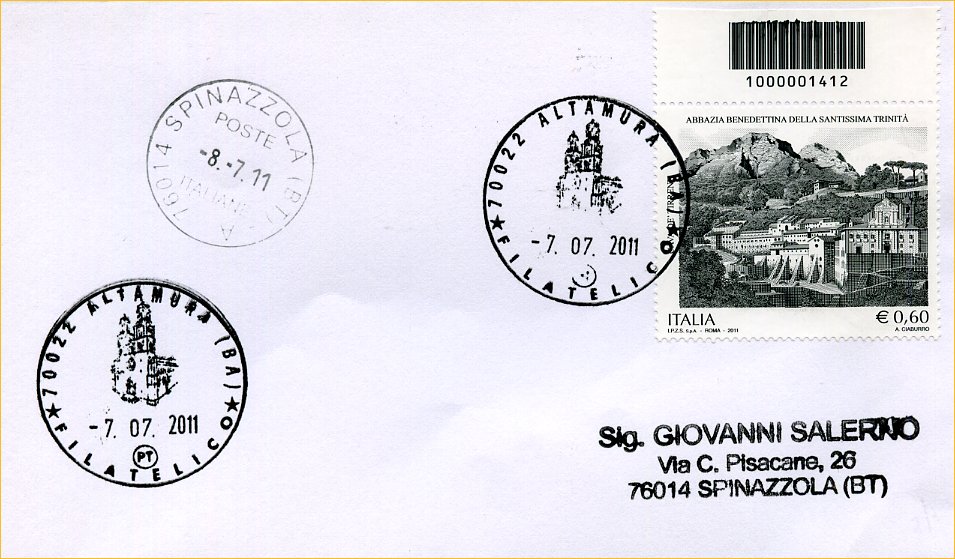 1000001412
ABBAZIA BENEDETTINA DELLA SANTISSIMA TRINITÀ
ITALIA
€ 0,60
I.P.Z.S. S.p.A. - ROMA - 2011
A. CIABURRO
76014 SPINAZZOLA (BT)
A
POSTE
-8.-7.11
ITALIANE
70022 ALTAMURA (BA)
-7. 07. 2011
★ FILATELICO ★
70022 ALTAMURA (BA)
-7. 07. 2011
PT
★ FILATELICO ★
Sig. GIOVANNI SALERNO
Via C. Pisacane, 26
76014 SPINAZZOLA (BT)